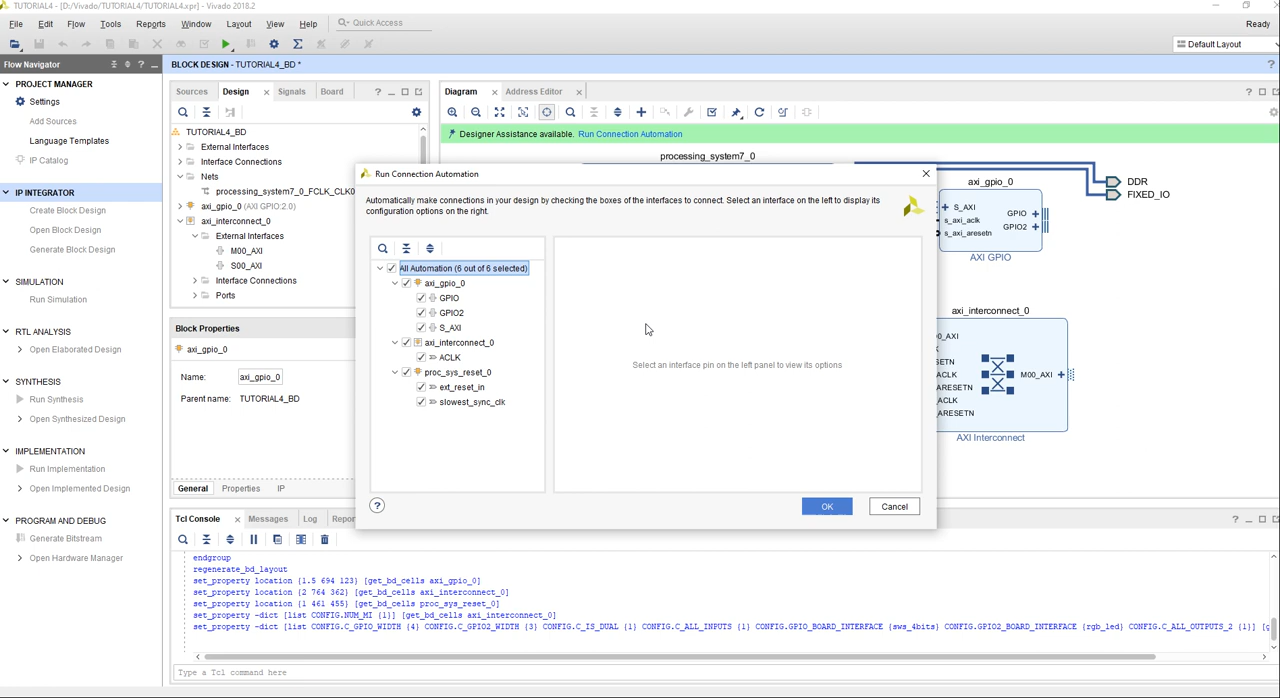 TUTORIAL4 - [D:/Vivado/TUTORIAL4/TUTORIAL4.xpr] - Vivado 2018.2
File Edit Flow Tools Reports Window Layout View Help Quick Access
Ready
Default Layout
Flow Navigator
PROJECT MANAGER
Settings
Add Sources
Language Templates
IP Catalog
IP INTEGRATOR
Create Block Design
Open Block Design
Generate Block Design
SIMULATION
Run Simulation
RTL ANALYSIS
Open Elaborated Design
SYNTHESIS
Run Synthesis
Open Synthesized Design
IMPLEMENTATION
Run Implementation
Open Implemented Design
PROGRAM AND DEBUG
Generate Bitstream
Open Hardware Manager
BLOCK DESIGN - TUTORIAL4_BD *
Sources Design Signals Board
TUTORIAL4_BD
External Interfaces
Interface Connections
Nets
processing_system7_0_FCLK_CLK0
axi_gpio_0 (AXI GPIO:2.0)
axi_interconnect_0
External Interfaces
M00_AXI
S00_AXI
Interface Connections
Ports
Block Properties
axi_gpio_0
Name: axi_gpio_0
Parent name: TUTORIAL4_BD
General Properties IP
Diagram Address Editor
Designer Assistance available. Run Connection Automation
processing_system7_0
DDR
FIXED_IO
axi_gpio_0
S_AXI
s_axi_aclk
s_axi_aresetn
GPIO
GPIO2
AXI GPIO
axi_interconnect_0
M00_AXI
AXI Interconnect
Run Connection Automation
Automatically make connections in your design by checking the boxes of the interfaces to connect. Select an interface on the left to display its
configuration options on the right.
All Automation (6 out of 6 selected)
axi_gpio_0
GPIO
GPIO2
S_AXI
axi_interconnect_0
ACLK
proc_sys_reset_0
ext_reset_in
slowest_sync_clk
Select an interface pin on the left panel to view its options
OK Cancel
Tcl Console Messages Log
endgroup
regenerate_bd_layout
set_property location {1.5 694 123} [get_bd_cells axi_gpio_0]
set_property location {2 764 362} [get_bd_cells axi_interconnect_0]
set_property location {1 461 455} [get_bd_cells proc_sys_reset_0]
set_property -dict [list CONFIG.NUM_MI {1}] [get_bd_cells axi_interconnect_0]
set_property -dict [list CONFIG.C_GPIO_WIDTH {4} CONFIG.C_GPIO2_WIDTH {3} CONFIG.C_IS_DUAL {1} CONFIG.C_ALL_INPUTS {1} CONFIG.GPIO_BOARD_INTERFACE {sws_4bits} CONFIG.GPIO2_BOARD_INTERFACE {rgb_led} CONFIG.C_ALL_OUTPUTS_2 {1}]
Type a Tcl command here